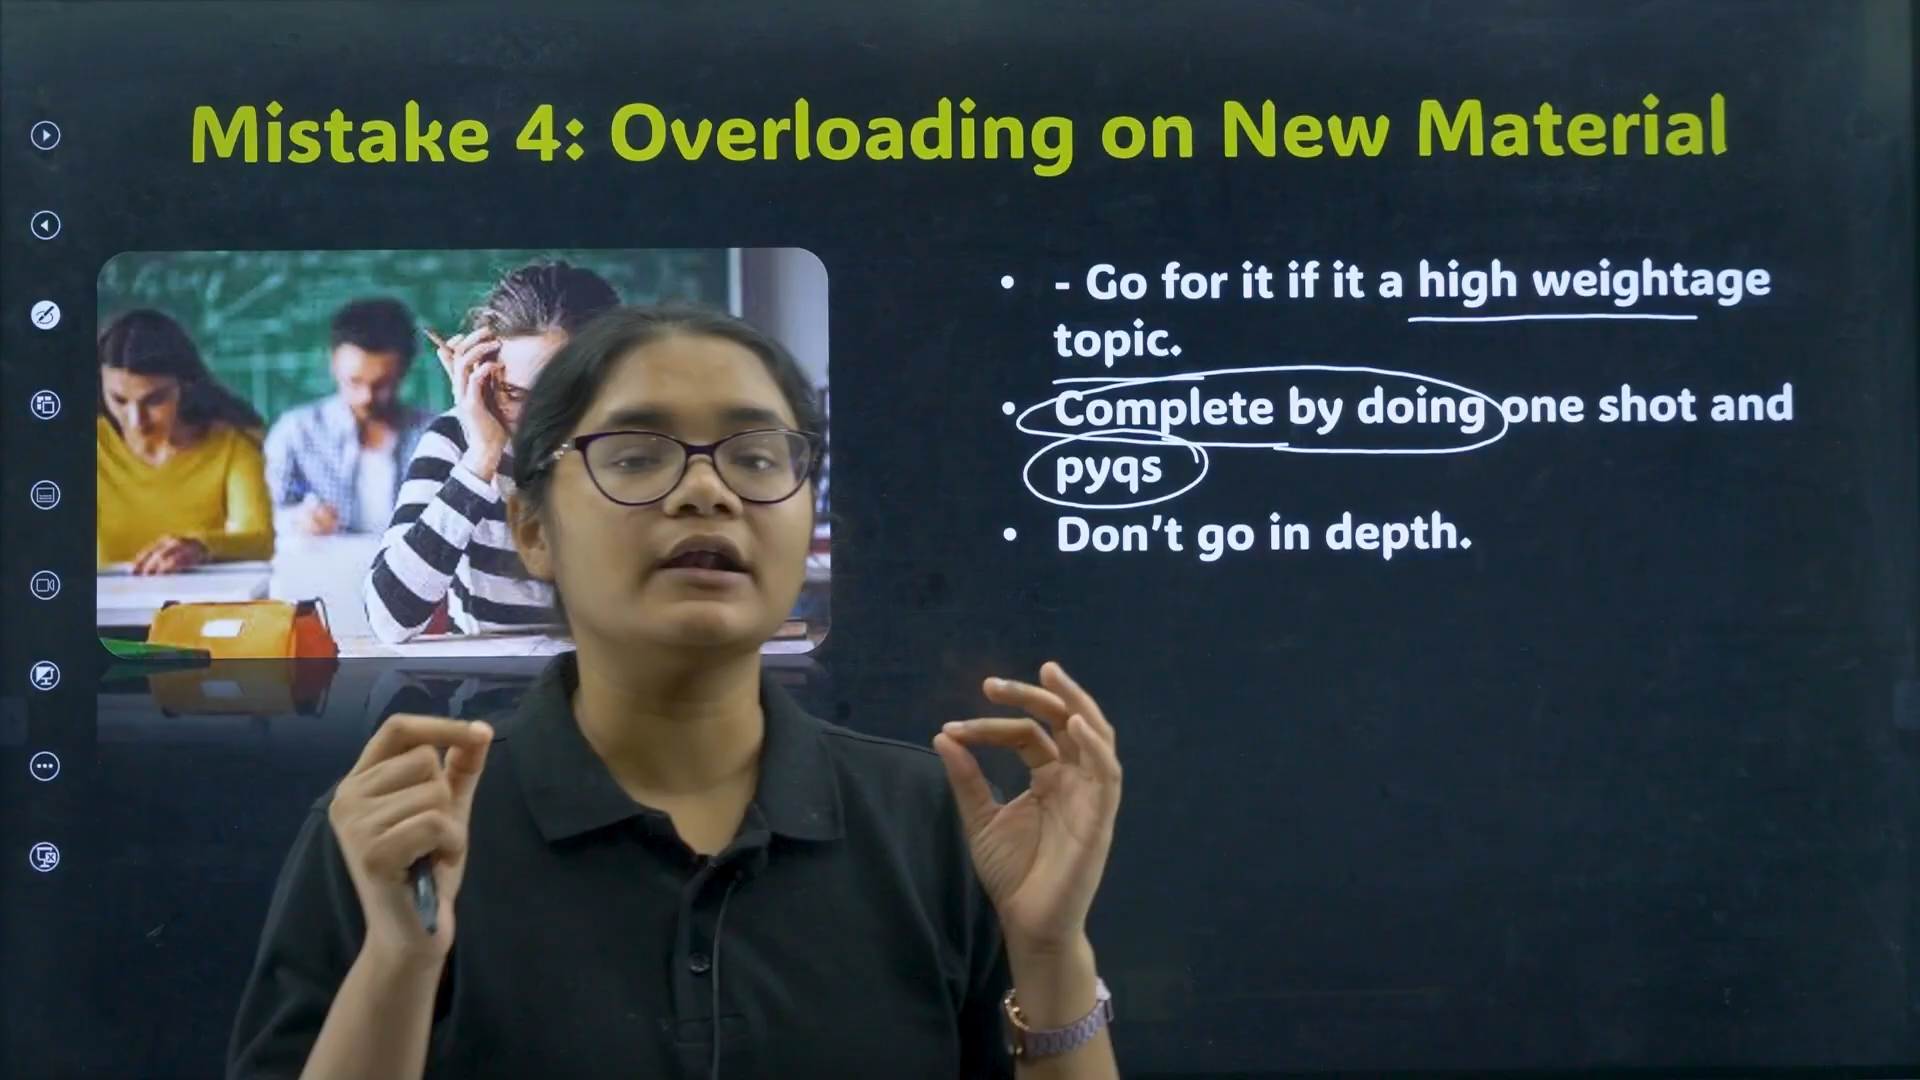 Mistake 4: Overloading on New Material
• - Go for it if it a high weightage
topic.
• Complete by doing one shot and
pyqs
• Don't go in depth.